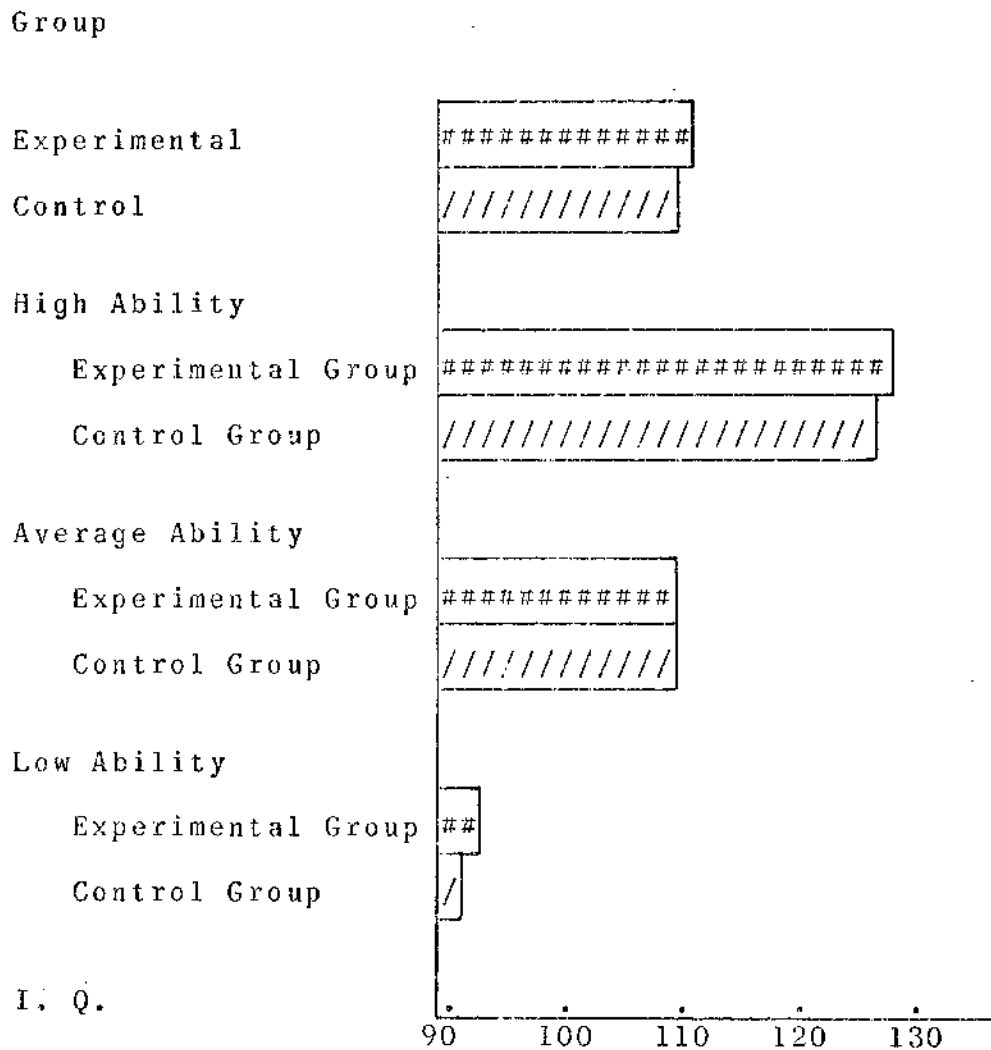 Group
Experimental #############
Control ////////////
High Ability
Experimental Group #######################
Control Group //////////////////////
Average Ability
Experimental Group ############
Control Group ////////////
Low Ability
Experimental Group ##
Control Group /
I. Q.
90 100 110 120 130